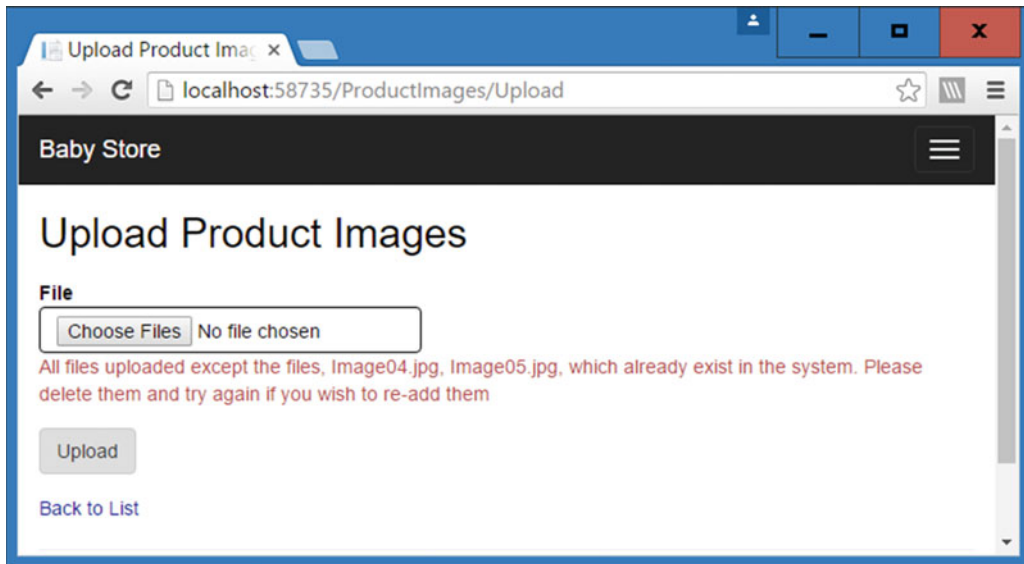 Upload Product Imag
localhost:58735/ProductImages/Upload
Baby Store
Upload Product Images
File
Choose Files No file chosen
All files uploaded except the files, Image04.jpg, Image05.jpg, which already exist in the system. Please
delete them and try again if you wish to re-add them
Upload
Back to List